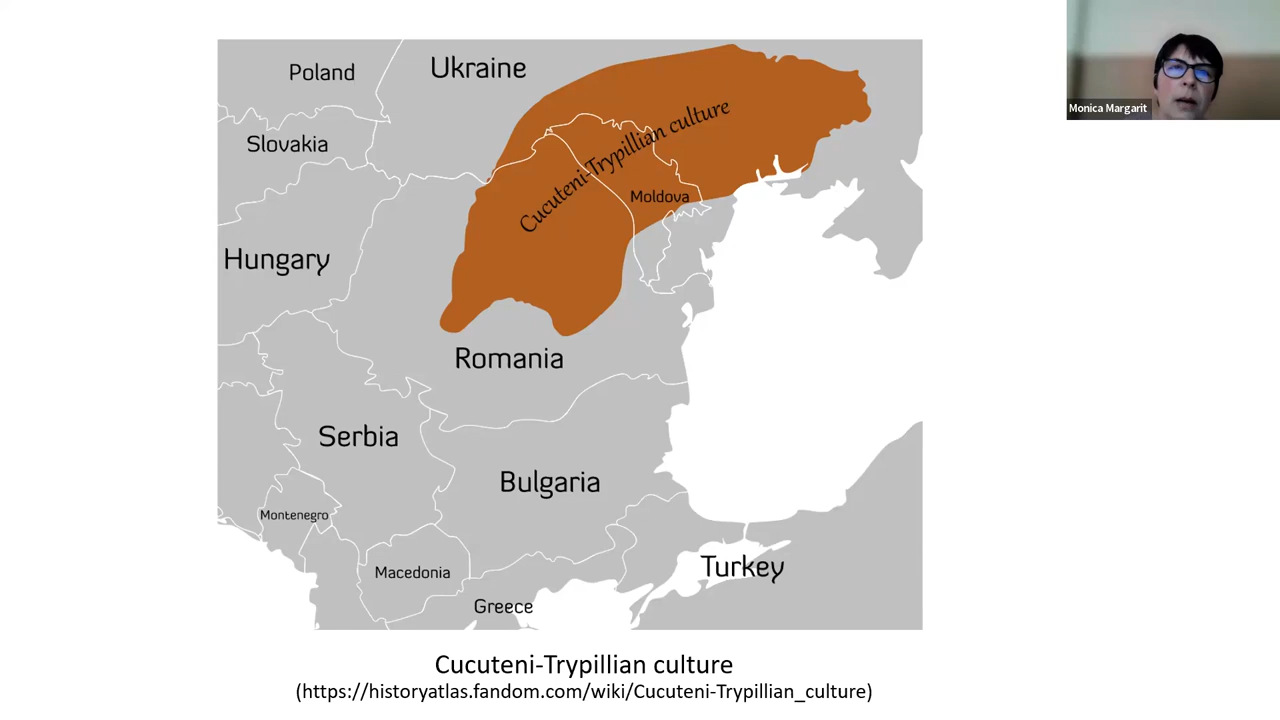 Poland
Ukraine
Monica Margarit
Slovakia
Cucuteni-Trypillian culture
Moldova
Hungary
Romania
Serbia
Bulgaria
Montenegro
Macedonia
Turkey
Greece
Cucuteni-Trypillian culture
(https://historyatlas.fandom.com/wiki/Cucuteni-Trypillian_culture)